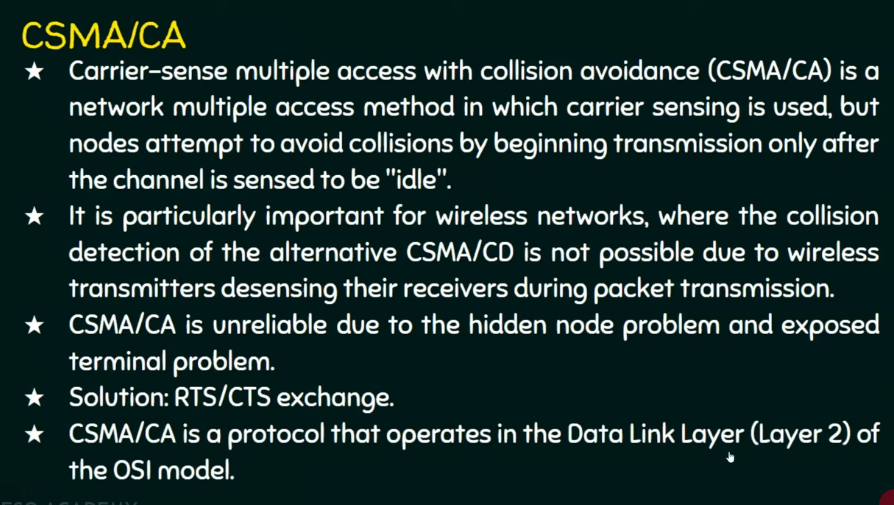 CSMA/CA
★ Carrier-sense multiple access with collision avoidance (CSMA/CA) is a
network multiple access method in which carrier sensing is used, but
nodes attempt to avoid collisions by beginning transmission only after
the channel is sensed to be "idle".
★ It is particularly important for wireless networks, where the collision
detection of the alternative CSMA/CD is not possible due to wireless
transmitters desensing their receivers during packet transmission.
★ CSMA/CA is unreliable due to the hidden node problem and exposed
terminal problem.
★ Solution: RTS/CTS exchange.
★ CSMA/CA is a protocol that operates in the Data Link Layer (Layer 2) of
the OSI model.